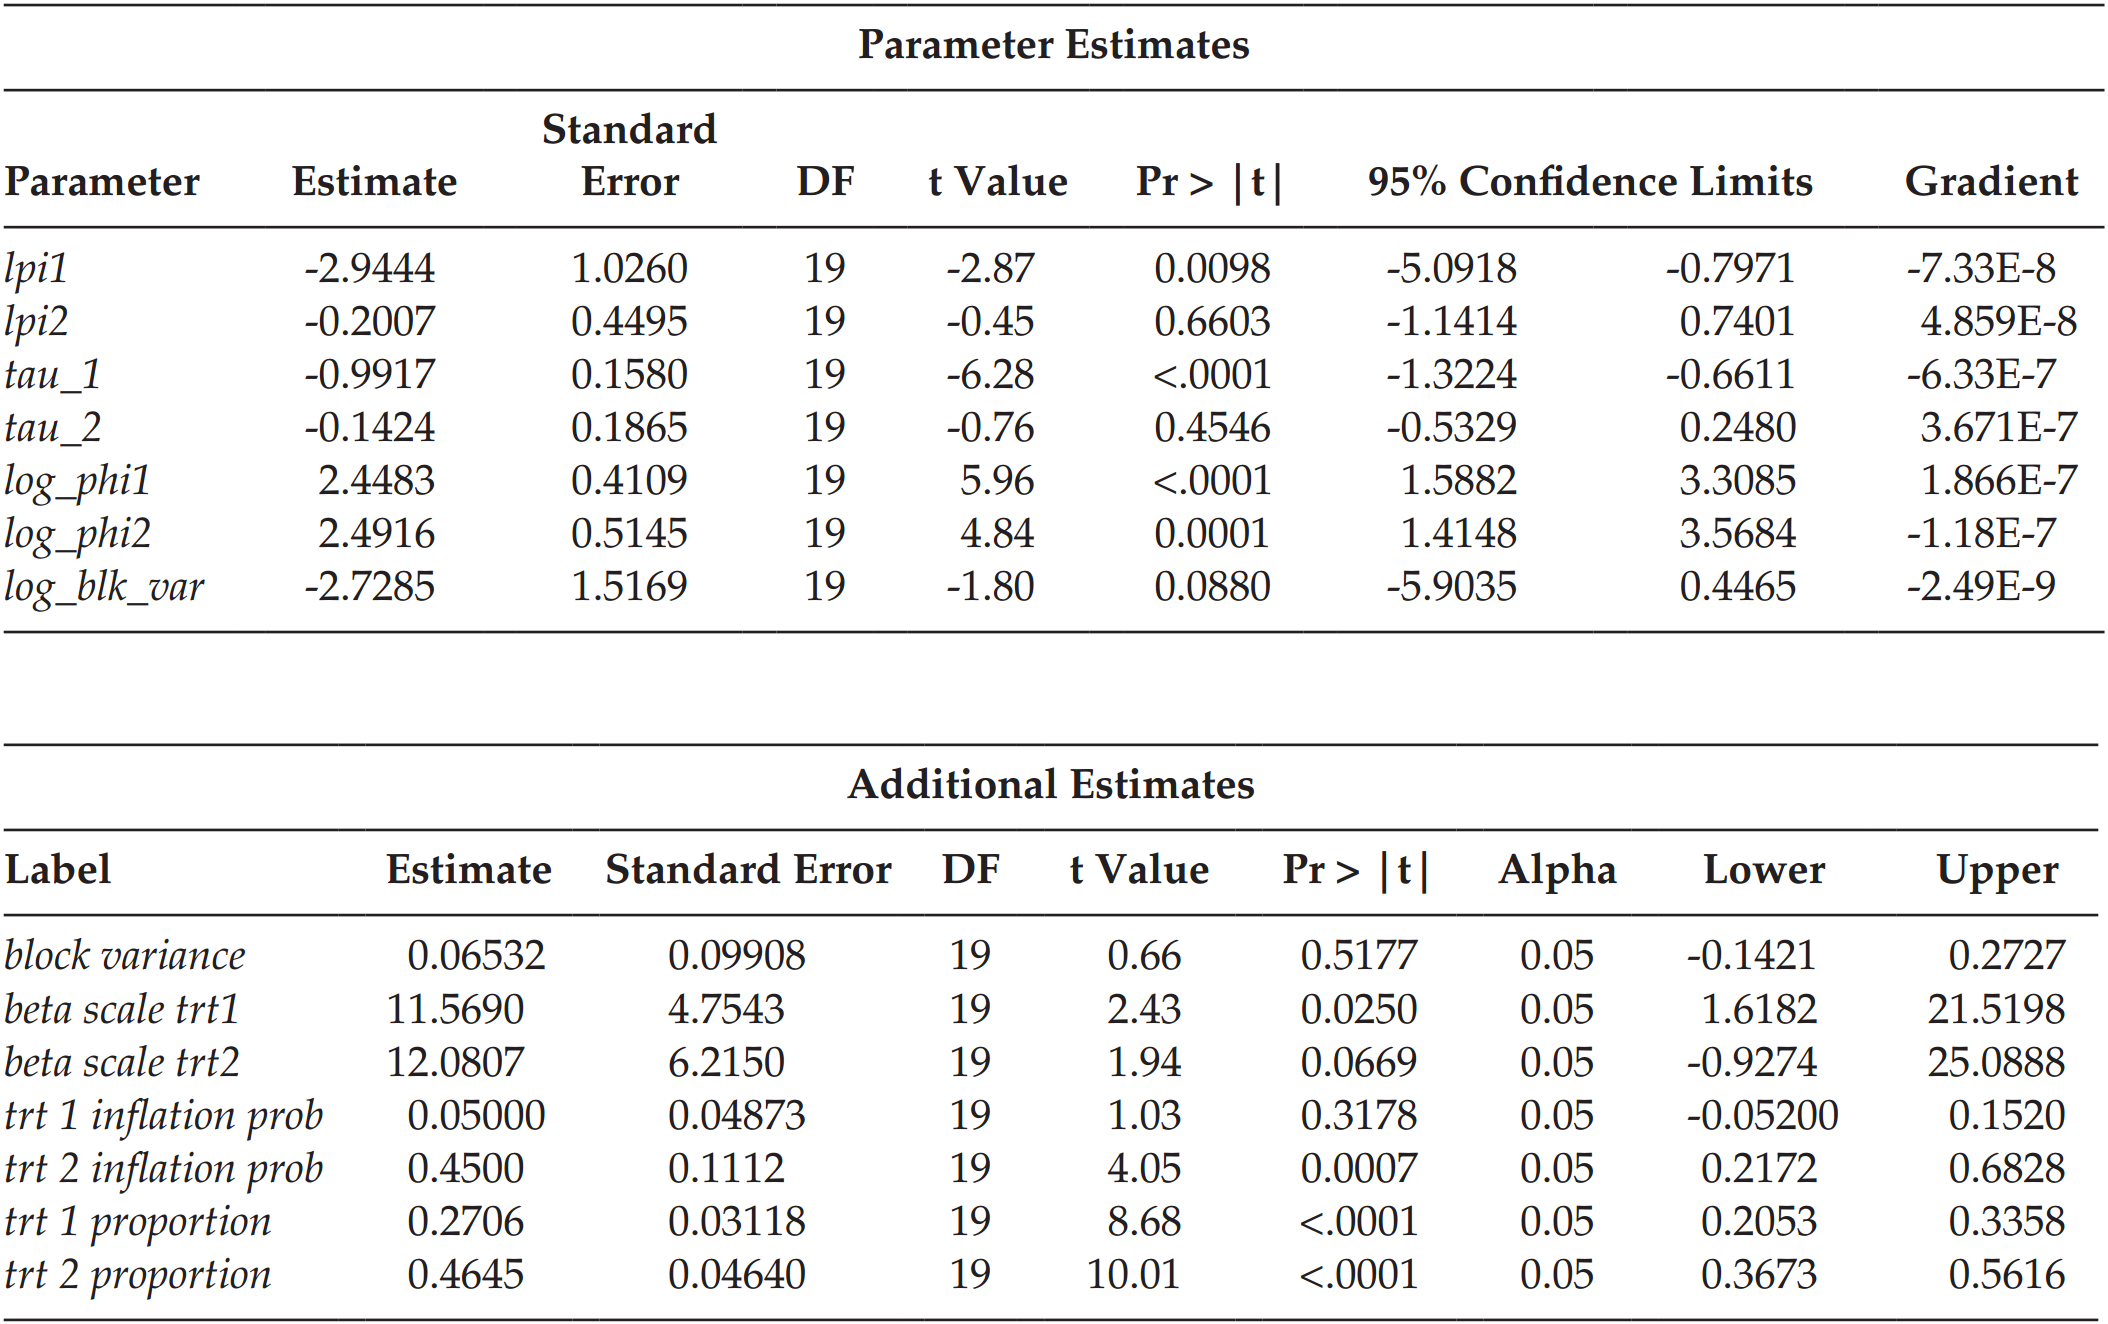 Parameter Estimates
Standard
Parameter Estimate Error DF t Value Pr > |t| 95% Confidence Limits Gradient
lpi1 -2.9444 1.0260 19 -2.87 0.0098 -5.0918 -0.7971 -7.33E-8
lpi2 -0.2007 0.4495 19 -0.45 0.6603 -1.1414 0.7401 4.859E-8
tau_1 -0.9917 0.1580 19 -6.28 <.0001 -1.3224 -0.6611 -6.33E-7
tau_2 -0.1424 0.1865 19 -0.76 0.4546 -0.5329 0.2480 3.671E-7
log_phi1 2.4483 0.4109 19 5.96 <.0001 1.5882 3.3085 1.866E-7
log_phi2 2.4916 0.5145 19 4.84 0.0001 1.4148 3.5684 -1.18E-7
log_blk_var -2.7285 1.5169 19 -1.80 0.0880 -5.9035 0.4465 -2.49E-9
Additional Estimates
Label Estimate Standard Error DF t Value Pr > |t| Alpha Lower Upper
block variance 0.06532 0.09908 19 0.66 0.5177 0.05 -0.1421 0.2727
beta scale trt1 11.5690 4.7543 19 2.43 0.0250 0.05 1.6182 21.5198
beta scale trt2 12.0807 6.2150 19 1.94 0.0669 0.05 -0.9274 25.0888
trt 1 inflation prob 0.05000 0.04873 19 1.03 0.3178 0.05 -0.05200 0.1520
trt 2 inflation prob 0.4500 0.1112 19 4.05 0.0007 0.05 0.2172 0.6828
trt 1 proportion 0.2706 0.03118 19 8.68 <.0001 0.05 0.2053 0.3358
trt 2 proportion 0.4645 0.04640 19 10.01 <.0001 0.05 0.3673 0.5616